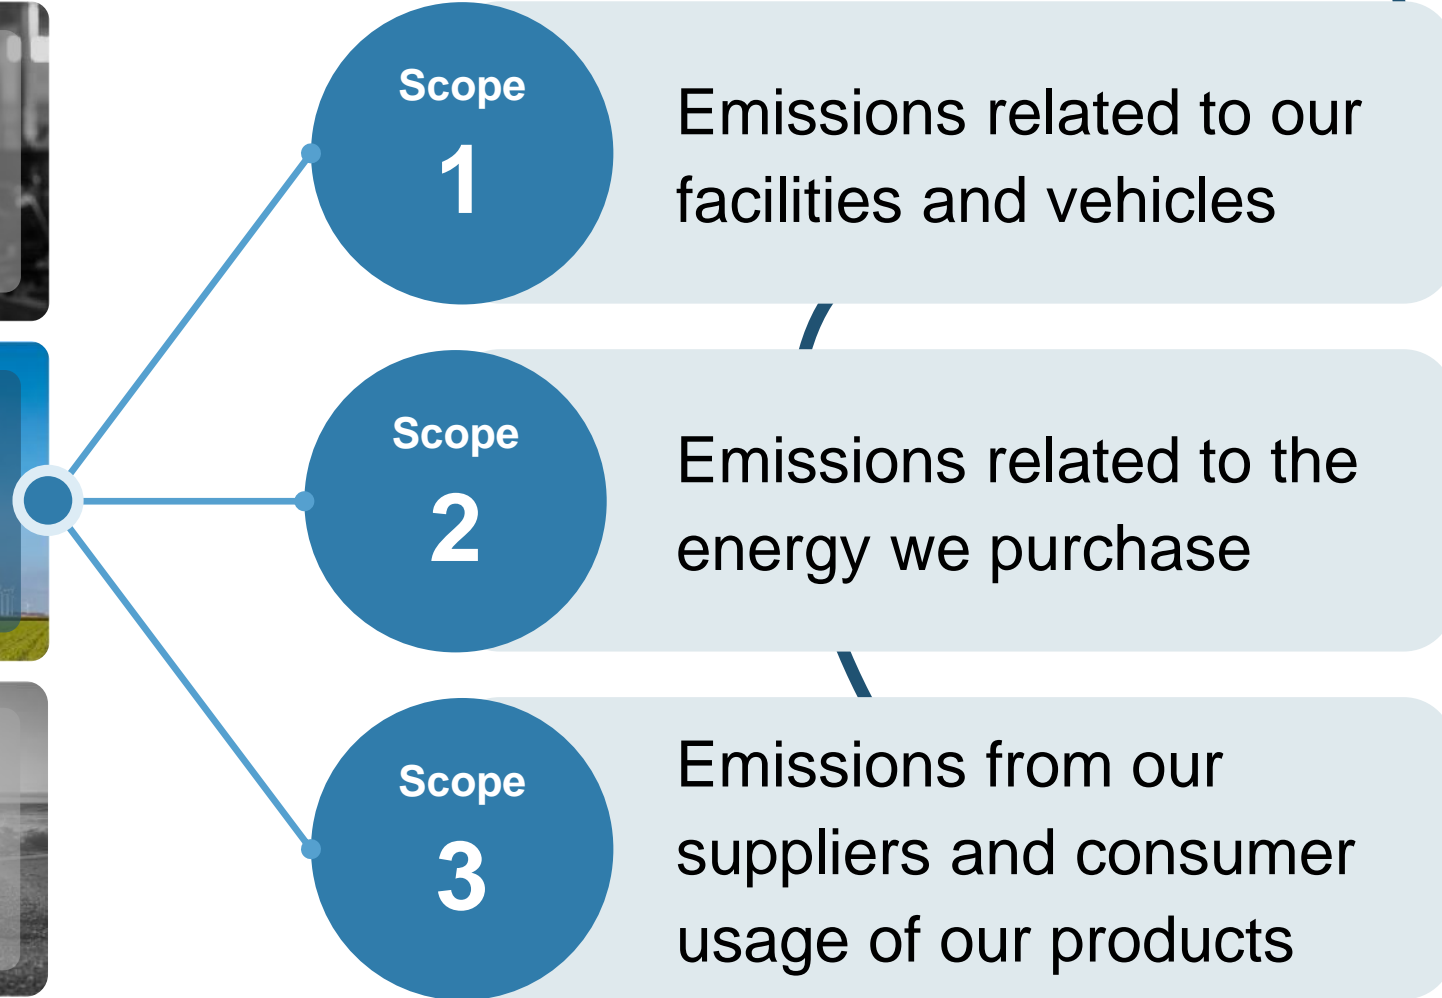 Scope
1
Emissions related to our
facilities and vehicles
Scope
2
Emissions related to the
energy we purchase
Scope
3
Emissions from our
suppliers and consumer
usage of our products